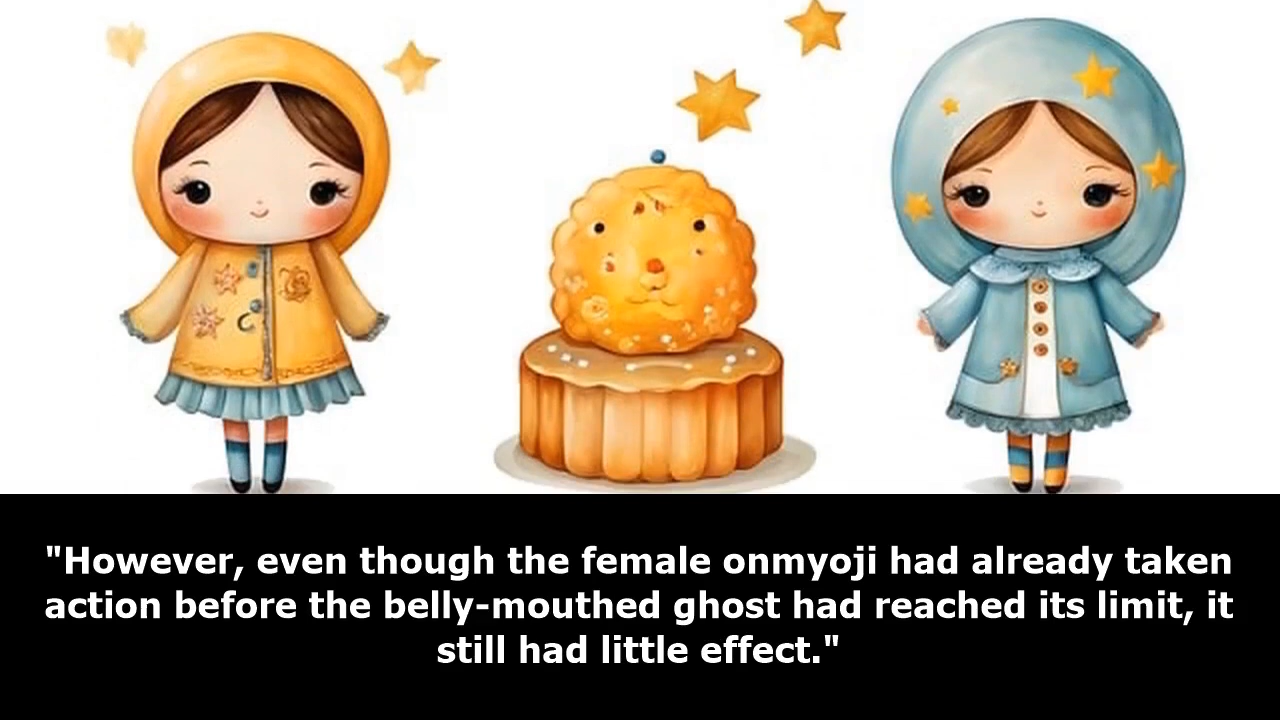 "However, even though the female onmyoji had already taken
action before the belly-mouthed ghost had reached its limit, it
still had little effect."